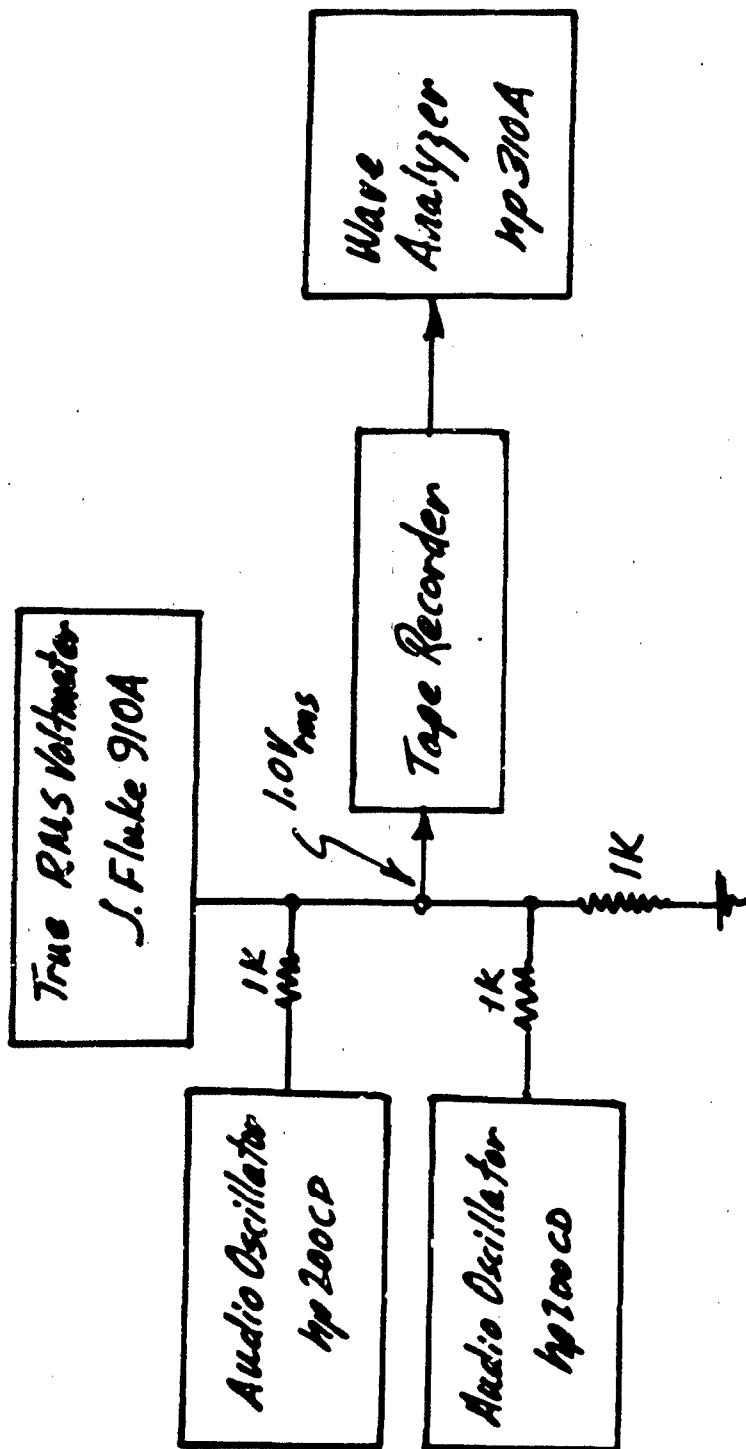 True RMS Voltmeter
J. Fluke 910A
Audio Oscillator
hp 200CD
1K
1.0V rms
Tape Recorder
Wave
Analyzer
hp 310A
Audio Oscillator
hp 200CD
1K
1K